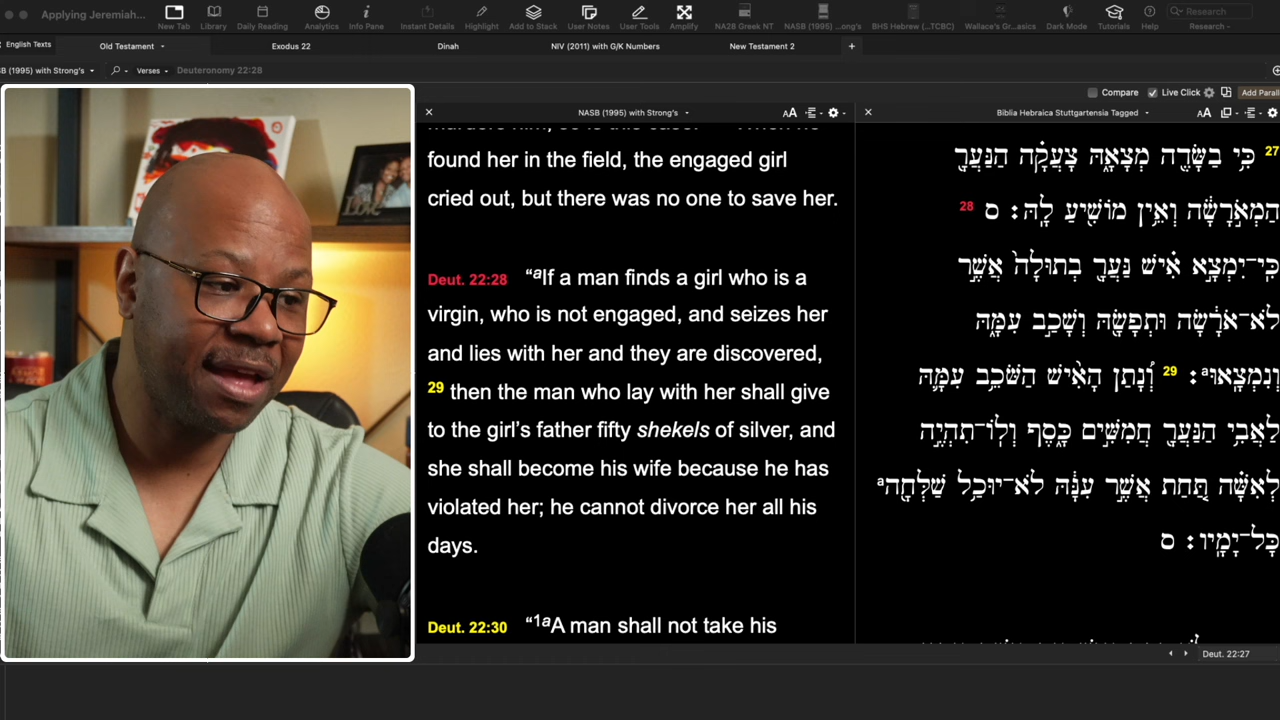 Applying Jeremiah...
New Tab
Library
Daily Reading
Analytics
Info Pane
Instant Details
Highlight
Add to Stack
User Notes
User Tools
Amplify
NA28 Greek NT
NASB (1995) ...ong's
BHS Hebrew (...TCBC)
Wallace's Gr...asics
Dark Mode
Tutorials
Help
Research
Research
English Texts
Old Testament
Exodus 22
Dinah
NIV (2011) with G/K Numbers
New Testament 2
B (1995) with Strong's
Verses
Deuteronomy 22:28
Compare
Live Click
Add Parall
NASB (1995) with Strong's
AA
found her in the field, the engaged girl
cried out, but there was no one to save her.
Deut. 22:28 “aIf a man finds a girl who is a
virgin, who is not engaged, and seizes her
and lies with her and they are discovered,
29 then the man who lay with her shall give
to the girl’s father fifty shekels of silver, and
she shall become his wife because he has
violated her; he cannot divorce her all his
days.
Deut. 22:30 “1aA man shall not take his
Biblia Hebraica Stuttgartensia Tagged
AA
27 כִּ֥י בַשָּׂדֶ֖ה מְצָאָ֑הּ צָעֲקָ֗ה הַֽנַּעֲרָ֙
הַמְאֹ֣רָשָׂ֔ה וְאֵ֥ין מוֹשִׁ֖יעַ לָֽהּ׃ ס 28
כִּֽי־יִמְצָ֣א אִ֗ישׁ נַעֲרָ֤ בְתוּלָה֙ אֲשֶׁ֣ר
לֹא־אֹרָ֔שָׂה וּתְפָשָׂ֖הּ וְשָׁכַ֣ב עִמָּ֑הּ
וְנִמְצָֽאוּa׃ 29 וְ֠נָתַן הָאִ֨ישׁ הַשֹּׁכֵ֥ב עִמָּ֛הּ
לַאֲבִ֥י הַֽנַּעֲרָ֖ חֲמִשִּׁ֣ים כָּ֑סֶף וְלֽוֹ־תִהְיֶ֣ה
לְאִשָּׁ֗ה תַּ֚חַת אֲשֶׁ֣ר עִנָּ֔הּ לֹא־יוּכַ֥ל שַׁלְּחָ֖הּa
כָּל־יָמָֽיו׃ ס
Deut. 22:27